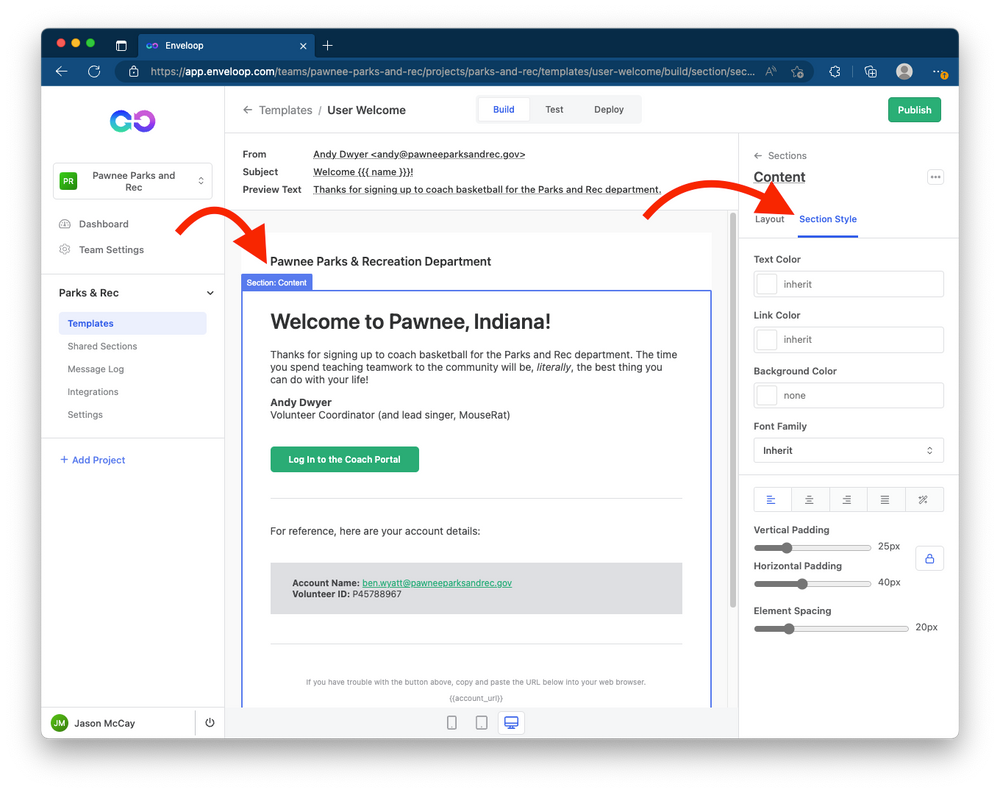 Enveloop
https://app.enveloop.com/teams/pawnee-parks-and-rec/projects/parks-and-rec/templates/user-welcome/build/section/sec...
Templates / User Welcome
Build
Test
Deploy
Publish
PR
Pawnee Parks and
Rec
Dashboard
Team Settings
Parks & Rec
Templates
Shared Sections
Message Log
Integrations
Settings
+ Add Project
JM Jason McCay
From Andy Dwyer <andy@pawneeparksandrec.gov>
Subject Welcome {{{ name }}}!
Preview Text Thanks for signing up to coach basketball for the Parks and Rec department.
Pawnee Parks & Recreation Department
Section: Content
Welcome to Pawnee, Indiana!
Thanks for signing up to coach basketball for the Parks and Rec department. The time
you spend teaching teamwork to the community will be, literally, the best thing you
can do with your life!
Andy Dwyer
Volunteer Coordinator (and lead singer, MouseRat)
Log In to the Coach Portal
For reference, here are your account details:
Account Name: ben.wyatt@pawneeparksandrec.gov
Volunteer ID: P45788967
If you have trouble with the button above, copy and paste the URL below into your web browser.
{{account_url}}
Sections
Content
Layout
Section Style
Text Color
inherit
Link Color
inherit
Background Color
none
Font Family
Inherit
Vertical Padding
25px
Horizontal Padding
40px
Element Spacing
20px